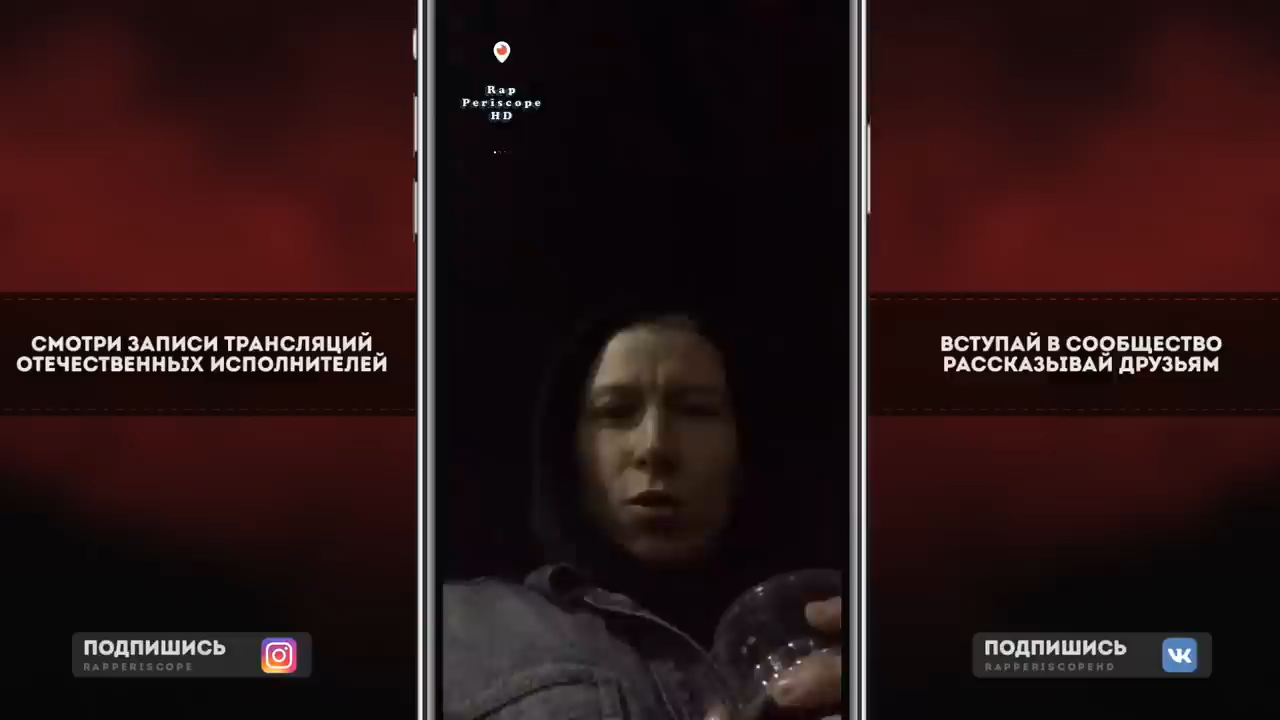 Rap
Periscope
HD
СМОТРИ ЗАПИСИ ТРАНСЛЯЦИЙ
ОТЕЧЕСТВЕННЫХ ИСПОЛНИТЕЛЕЙ
ВСТУПАЙ В СООБЩЕСТВО
РАССКАЗЫВАЙ ДРУЗЬЯМ
ПОДПИШИСЬ
RAPPERISCOPE
ПОДПИШИСЬ
RAPPERISCOPEHD